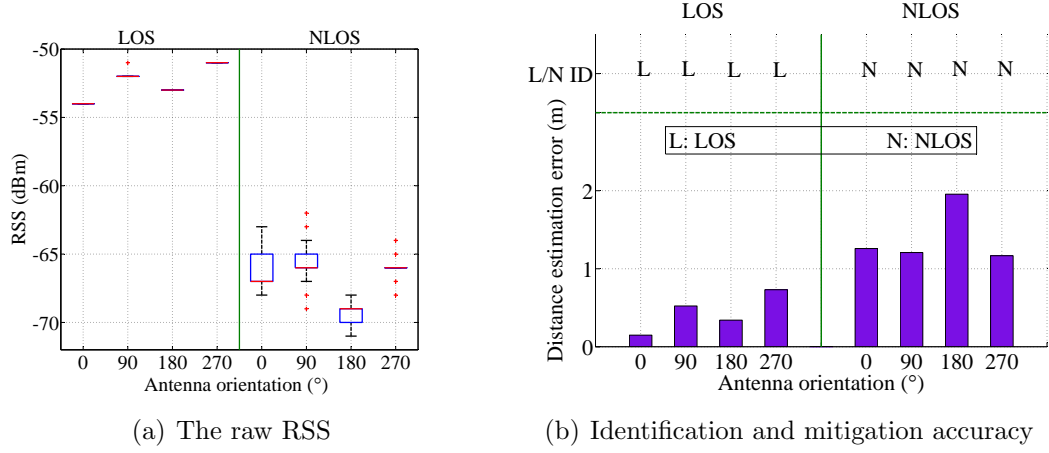 LOS NLOS
-50
-55
-60
-65
-70
RSS (dBm)
0 90 180 270 0 90 180 270
Antenna orientation (°)
(a) The raw RSS
LOS NLOS
L/N ID L L L L N N N N
L: LOS N: NLOS
2
1
0
Distance estimation error (m)
0 90 180 270 0 90 180 270
Antenna orientation (°)
(b) Identification and mitigation accuracy